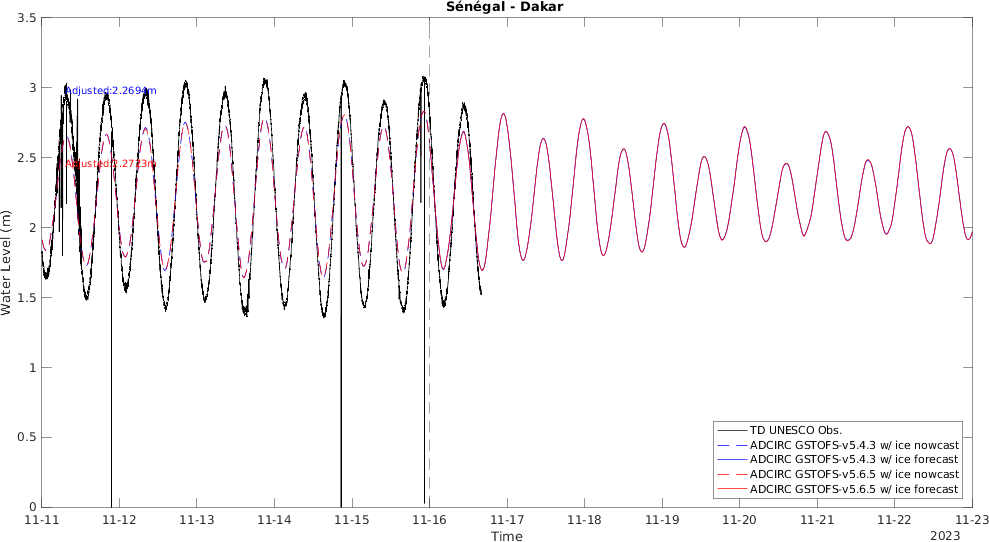 Sénégal - Dakar
3.5
3
2.5
2
1.5
1
0.5
0
Water Level (m)
Adjusted:2.2694m
Adjusted:2.2723m
TD UNESCO Obs.
ADCIRC GSTOFS-v5.4.3 w/ ice nowcast
ADCIRC GSTOFS-v5.4.3 w/ ice forecast
ADCIRC GSTOFS-v5.6.5 w/ ice nowcast
ADCIRC GSTOFS-v5.6.5 w/ ice forecast
11-11 11-12 11-13 11-14 11-15 11-16 11-17 11-18 11-19 11-20 11-21 11-22 11-23
Time
2023